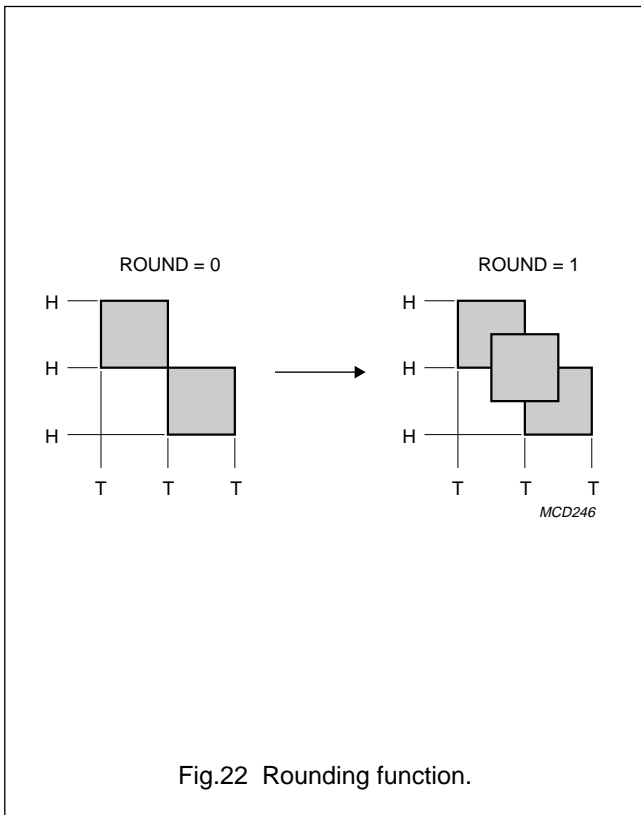 ROUND = 0
ROUND = 1
H
H
H
T T T
H
H
H
T T T
MCD246
Fig.22 Rounding function.